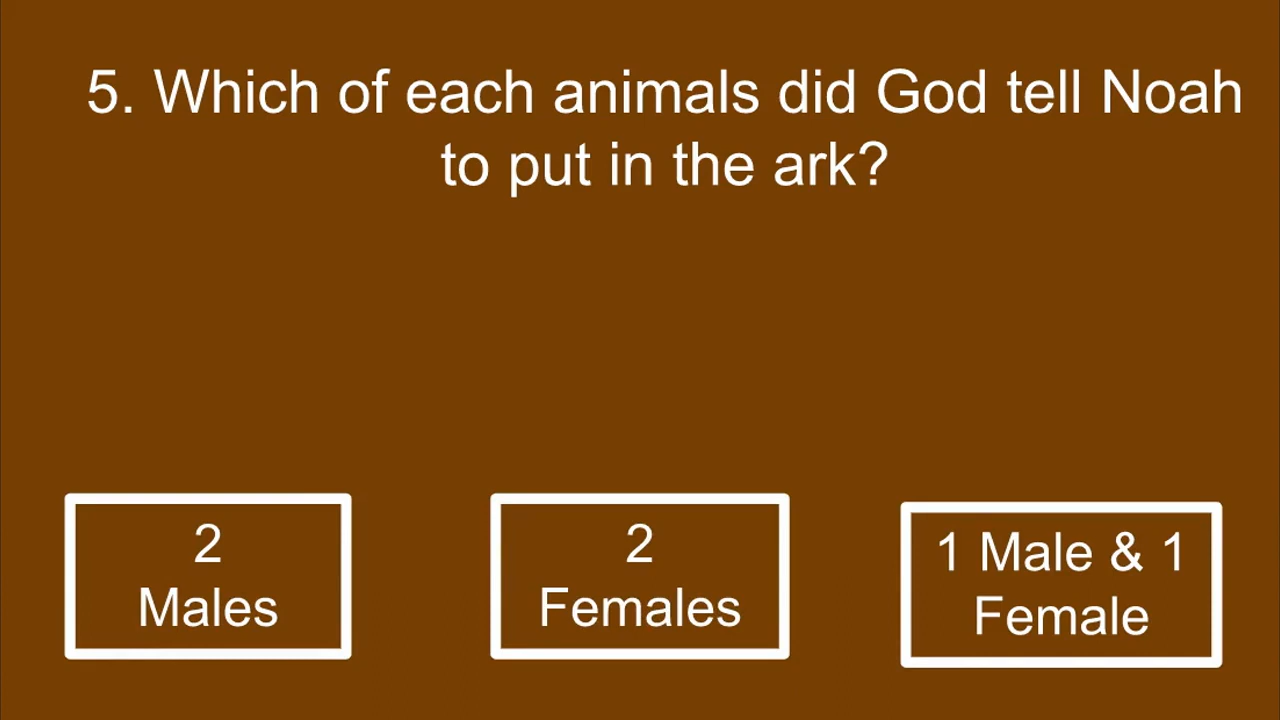 5. Which of each animals did God tell Noah
to put in the ark?
2
Males
2
Females
1 Male & 1
Female